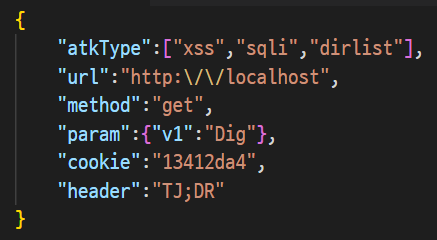 {
"atkType":["xss","sqli","dirlist"],
"url":"http:\/\/localhost",
"method":"get",
"param":{"v1":"Dig"},
"cookie":"13412da4",
"header":"TJ;DR"
}